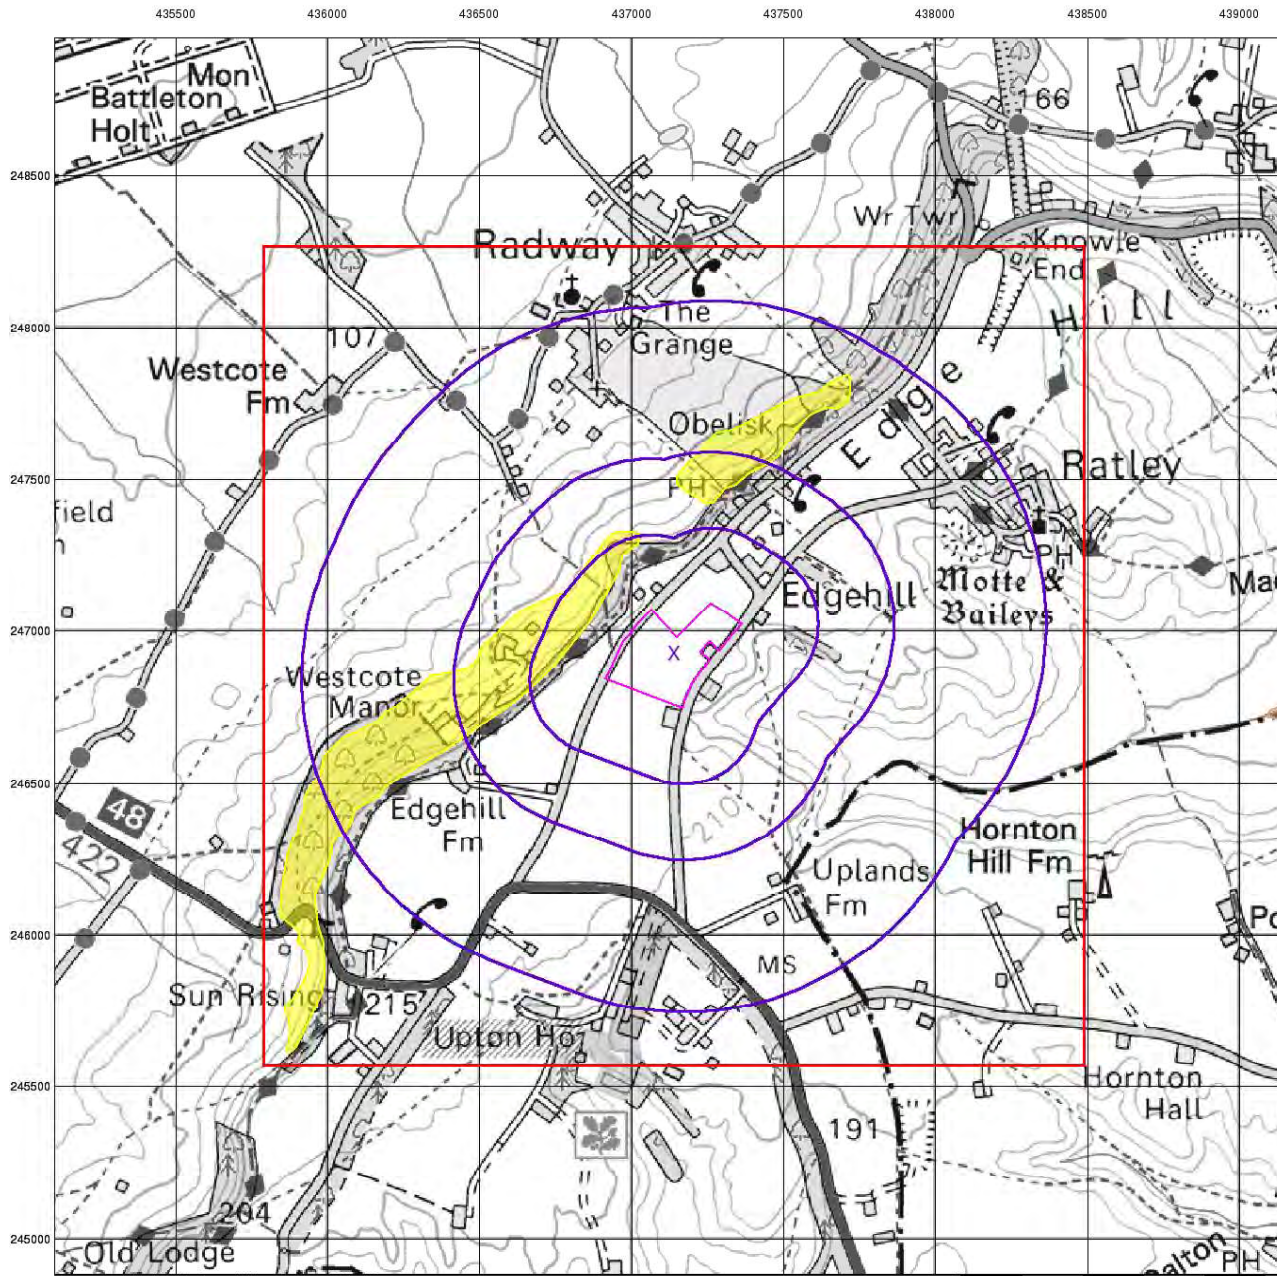 435500 436000 436500 437000 437500 438000 438500 439000
Mon
Battleton
Holt
166
248500
Wr Twr
Radway
Knowle
End
Hill
248000
107
The
Grange
Westcote
Fm
Edge
Obelisk
Ratley
247500
PH
field
PH
Motte &
Baileys
Edgehill
247000
Westcote
Manor
X
246500
48
422
Edgehill
Fm
210
Hornton
Hill Fm
Uplands
Fm
246000
MS
Sun Rising
215
Upton Ho
245500
Hornton
Hall
191
204
245000
Old Lodge
PH